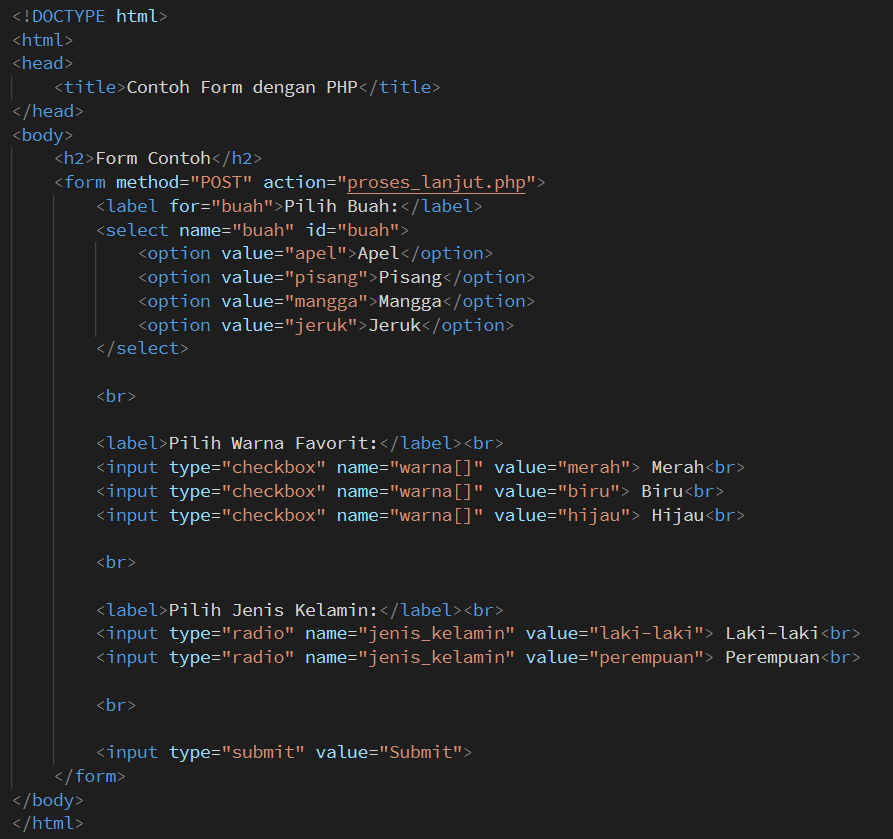 <!DOCTYPE html>
<html>
<head>
    <title>Contoh Form dengan PHP</title>
</head>
<body>
    <h2>Form Contoh</h2>
    <form method="POST" action="proses_lanjut.php">
        <label for="buah">Pilih Buah:</label>
        <select name="buah" id="buah">
            <option value="apel">Apel</option>
            <option value="pisang">Pisang</option>
            <option value="mangga">Mangga</option>
            <option value="jeruk">Jeruk</option>
        </select>

        <br>

        <label>Pilih Warna Favorit:</label><br>
        <input type="checkbox" name="warna[]" value="merah"> Merah<br>
        <input type="checkbox" name="warna[]" value="biru"> Biru<br>
        <input type="checkbox" name="warna[]" value="hijau"> Hijau<br>

        <br>

        <label>Pilih Jenis Kelamin:</label><br>
        <input type="radio" name="jenis_kelamin" value="laki-laki"> Laki-laki<br>
        <input type="radio" name="jenis_kelamin" value="perempuan"> Perempuan<br>

        <br>

        <input type="submit" value="Submit">
    </form>
</body>
</html>